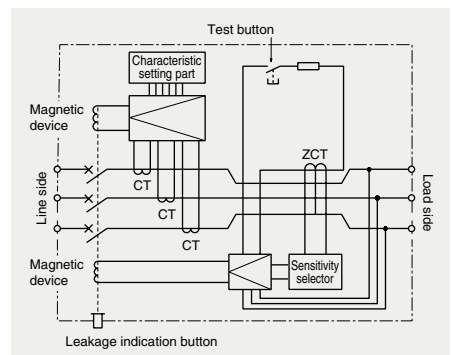 Test button
Characteristic
setting part
Magnetic
device
ZCT
CT
CT
CT
Line side
Load side
Magnetic
device
Sensitivity
selector
Leakage indication button